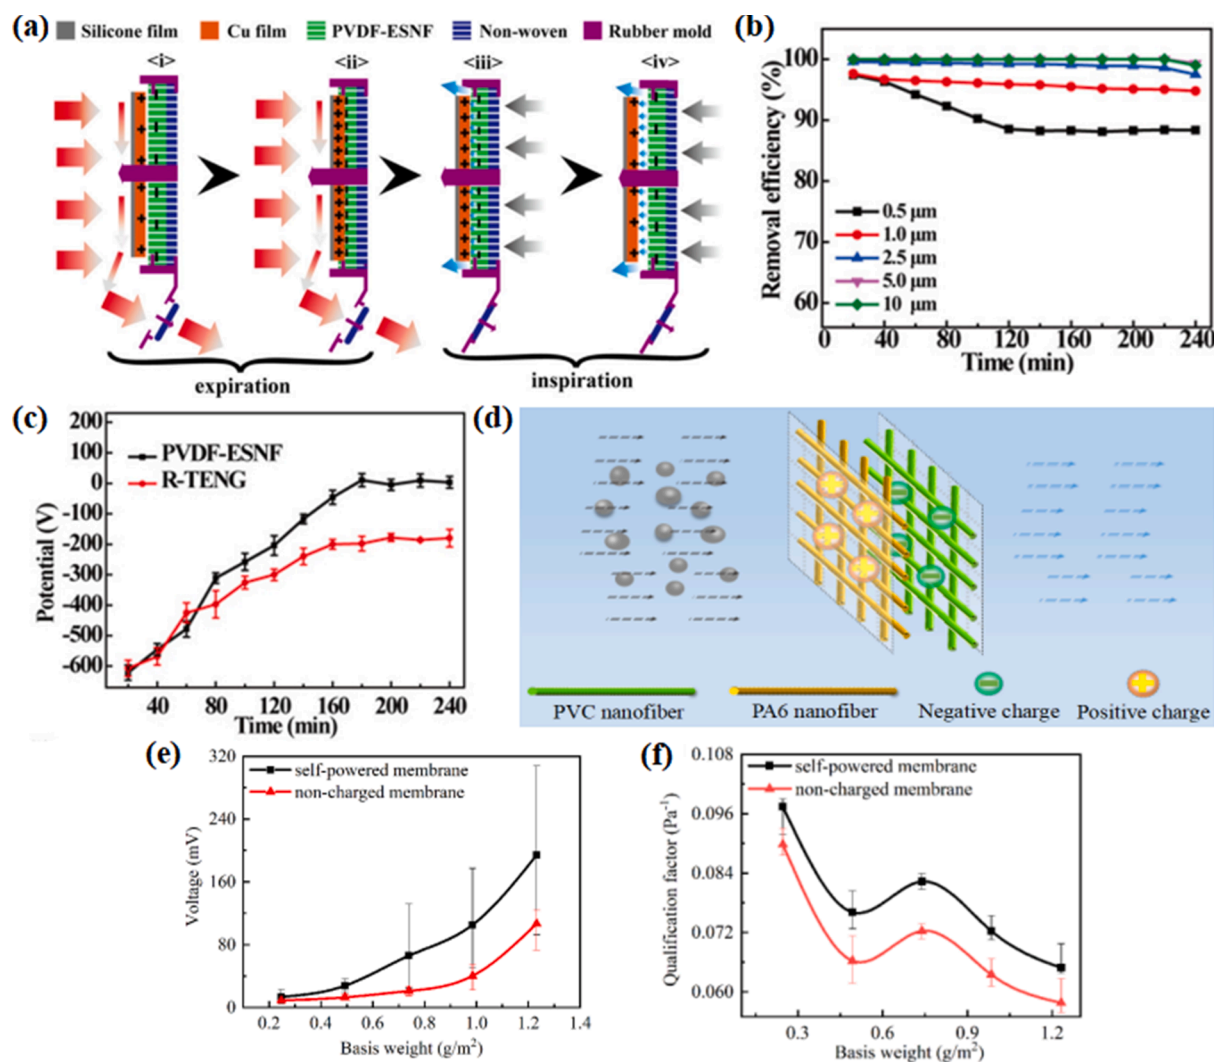 (a) Silicone film Cu film PVDF-ESNF Non-woven Rubber mold
<i> <ii> <iii> <iv>
expiration inspiration
(b)
Removal efficiency (%)
100
90
80
70
60
0.5 μm
1.0 μm
2.5 μm
5.0 μm
10 μm
0 40 80 120 160 200 240
Time (min)
(c)
Potential (V)
200
100
0
-100
-200
-300
-400
-500
-600
PVDF-ESNF
R-TENG
40 80 120 160 200 240
Time (min)
(d)
PVC nanofiber PA6 nanofiber Negative charge Positive charge
(e)
Voltage (mV)
320
240
160
80
0
self-powered membrane
non-charged membrane
0.2 0.4 0.6 0.8 1.0 1.2 1.4
Basis weight (g/m²)
(f)
Qualification factor (Pa⁻¹)
0.108
0.096
0.084
0.072
0.060
self-powered membrane
non-charged membrane
0.3 0.6 0.9 1.2
Basis weight (g/m²)